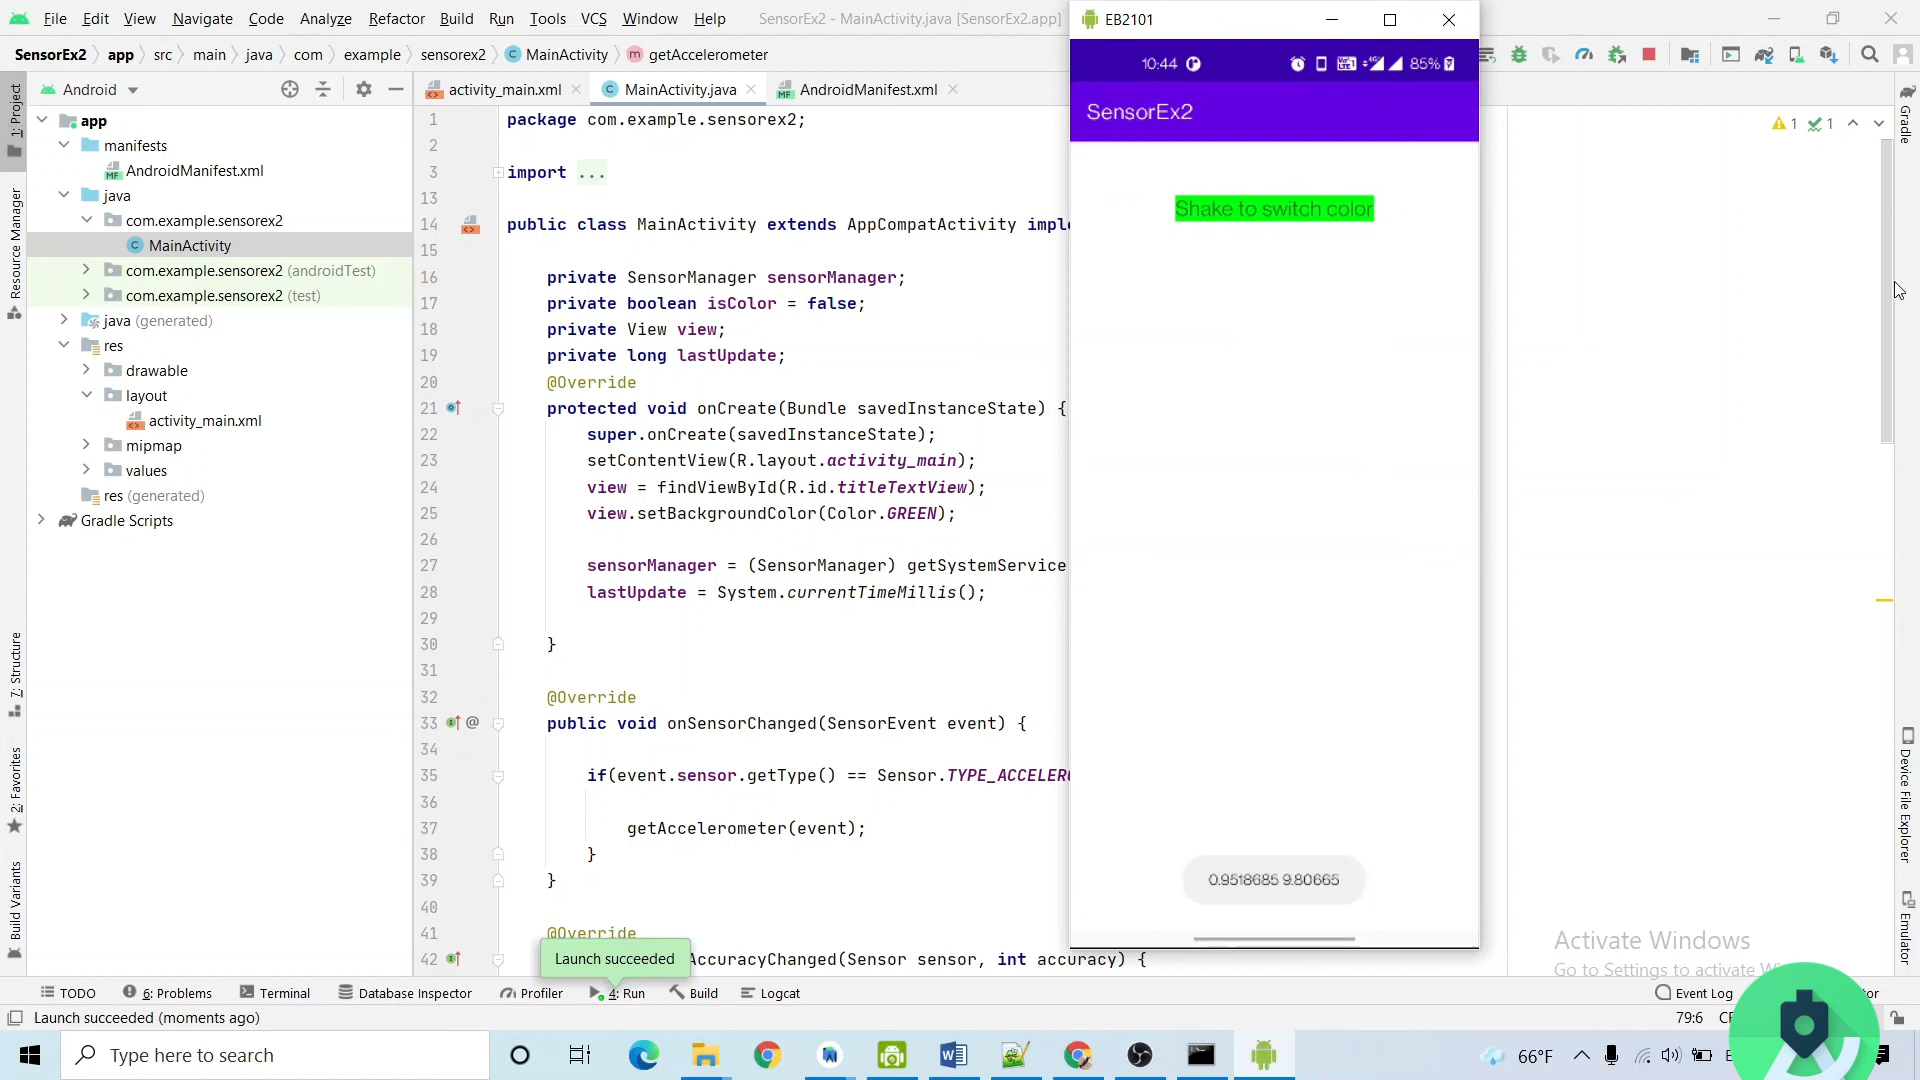 File Edit View Navigate Code Analyze Refactor Build Run Tools VCS Window Help SensorEx2 - MainActivity.java [SensorEx2.app]
SensorEx2 app src main java com example sensorex2 MainActivity getAccelerometer
Android
activity_main.xml MainActivity.java AndroidManifest.xml
1: Project
Resource Manager
7: Structure
2: Favorites
Build Variants
app
manifests
AndroidManifest.xml
java
com.example.sensorex2
MainActivity
com.example.sensorex2 (androidTest)
com.example.sensorex2 (test)
java (generated)
res
drawable
layout
activity_main.xml
mipmap
values
res (generated)
Gradle Scripts
1 package com.example.sensorex2;
2
3 import ...
13
14 public class MainActivity extends AppCompatActivity imple
15
16 private SensorManager sensorManager;
17 private boolean isColor = false;
18 private View view;
19 private long lastUpdate;
20 @Override
21 protected void onCreate(Bundle savedInstanceState) {
22 super.onCreate(savedInstanceState);
23 setContentView(R.layout.activity_main);
24 view = findViewById(R.id.titleTextView);
25 view.setBackgroundColor(Color.GREEN);
26
27 sensorManager = (SensorManager) getSystemService
28 lastUpdate = System.currentTimeMillis();
29
30 }
31
32 @Override
33 public void onSensorChanged(SensorEvent event) {
34
35 if(event.sensor.getType() == Sensor.TYPE_ACCELERO
36
37 getAccelerometer(event);
38 }
39 }
40
41 @Override
42 AccuracyChanged(Sensor sensor, int accuracy) {
Launch succeeded
EB2101
10:44 85%
SensorEx2
Shake to switch color
0.9518685 9.80665
1 1
Gradle
Device File Explorer
Emulator
Activate Windows
Go to Settings to activate Wi
TODO 6: Problems Terminal Database Inspector Profiler 4: Run Build Logcat Event Log tor
Launch succeeded (moments ago) 79:6 CR
Type here to search 66°F